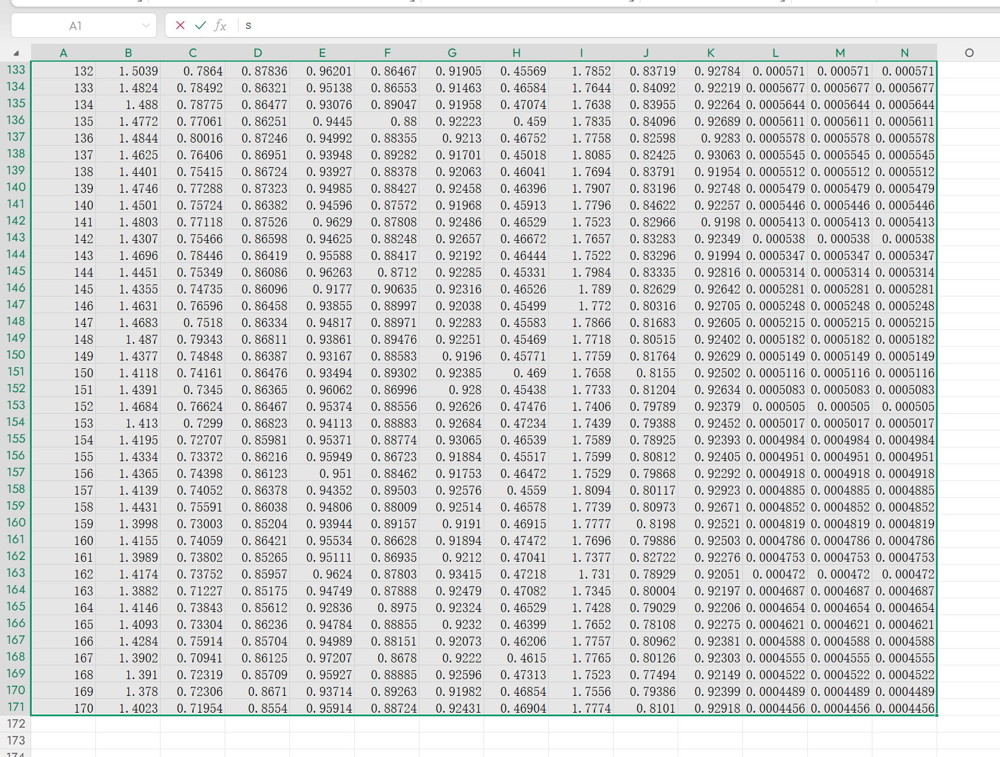 A1 fx s
A B C D E F G H I J K L M N O
133 132 1.5039 0.7864 0.87836 0.96201 0.86467 0.91905 0.45569 1.7852 0.83719 0.92784 0.000571 0.000571 0.000571
134 133 1.4824 0.78492 0.86321 0.95138 0.86553 0.91463 0.46584 1.7644 0.84092 0.92219 0.0005677 0.0005677 0.0005677
135 134 1.488 0.78775 0.86477 0.93076 0.89047 0.91958 0.47074 1.7638 0.83955 0.92264 0.0005644 0.0005644 0.0005644
136 135 1.4772 0.77061 0.86251 0.9445 0.88 0.92223 0.459 1.7835 0.84096 0.92689 0.0005611 0.0005611 0.0005611
137 136 1.4844 0.80016 0.87246 0.94992 0.88355 0.9213 0.46752 1.7758 0.82598 0.9283 0.0005578 0.0005578 0.0005578
138 137 1.4625 0.76406 0.86951 0.93948 0.89282 0.91701 0.45018 1.8085 0.82425 0.93063 0.0005545 0.0005545 0.0005545
139 138 1.4401 0.75415 0.86724 0.93927 0.88378 0.92063 0.46041 1.7694 0.83791 0.91954 0.0005512 0.0005512 0.0005512
140 139 1.4746 0.77288 0.87323 0.94985 0.88427 0.92458 0.46396 1.7907 0.83196 0.92748 0.0005479 0.0005479 0.0005479
141 140 1.4501 0.75724 0.86382 0.94596 0.87572 0.91968 0.45913 1.7796 0.84622 0.92257 0.0005446 0.0005446 0.0005446
142 141 1.4803 0.77118 0.87526 0.9629 0.87808 0.92486 0.46529 1.7523 0.82966 0.9198 0.0005413 0.0005413 0.0005413
143 142 1.4307 0.75466 0.86598 0.94625 0.88248 0.92657 0.46672 1.7657 0.83283 0.92349 0.000538 0.000538 0.000538
144 143 1.4696 0.78446 0.86419 0.95588 0.88417 0.92192 0.46444 1.7522 0.83296 0.91994 0.0005347 0.0005347 0.0005347
145 144 1.4451 0.75349 0.86086 0.96263 0.8712 0.92285 0.45331 1.7984 0.83335 0.92816 0.0005314 0.0005314 0.0005314
146 145 1.4355 0.74735 0.86096 0.9177 0.90635 0.92316 0.46526 1.789 0.82629 0.92642 0.0005281 0.0005281 0.0005281
147 146 1.4631 0.76596 0.86458 0.93855 0.88997 0.92038 0.45499 1.772 0.80316 0.92705 0.0005248 0.0005248 0.0005248
148 147 1.4683 0.7518 0.86334 0.94817 0.88971 0.92283 0.45583 1.7866 0.81683 0.92605 0.0005215 0.0005215 0.0005215
149 148 1.487 0.79343 0.86811 0.93861 0.89476 0.92251 0.45469 1.7718 0.80515 0.92402 0.0005182 0.0005182 0.0005182
150 149 1.4377 0.74848 0.86387 0.93167 0.88583 0.9196 0.45771 1.7759 0.81764 0.92629 0.0005149 0.0005149 0.0005149
151 150 1.4118 0.74161 0.86476 0.93494 0.89302 0.92385 0.469 1.7658 0.8155 0.92502 0.0005116 0.0005116 0.0005116
152 151 1.4391 0.7345 0.86365 0.96062 0.86996 0.928 0.45438 1.7733 0.81204 0.92634 0.0005083 0.0005083 0.0005083
153 152 1.4684 0.76624 0.86467 0.95374 0.88556 0.92626 0.47476 1.7406 0.79789 0.92379 0.000505 0.000505 0.000505
154 153 1.413 0.7299 0.86823 0.94113 0.88883 0.92684 0.47234 1.7439 0.79388 0.92452 0.0005017 0.0005017 0.0005017
155 154 1.4195 0.72707 0.85981 0.95371 0.88774 0.93065 0.46539 1.7589 0.78925 0.92393 0.0004984 0.0004984 0.0004984
156 155 1.4334 0.73372 0.86216 0.95949 0.86723 0.91884 0.45517 1.7599 0.80812 0.92405 0.0004951 0.0004951 0.0004951
157 156 1.4365 0.74398 0.86123 0.951 0.88462 0.91753 0.46472 1.7529 0.79868 0.92292 0.0004918 0.0004918 0.0004918
158 157 1.4139 0.74052 0.86378 0.94352 0.89503 0.92576 0.4559 1.8094 0.80117 0.92923 0.0004885 0.0004885 0.0004885
159 158 1.4431 0.75591 0.86038 0.94806 0.88009 0.92514 0.46578 1.7739 0.80973 0.92671 0.0004852 0.0004852 0.0004852
160 159 1.3998 0.73003 0.85204 0.93944 0.89157 0.9191 0.46915 1.7777 0.8198 0.92521 0.0004819 0.0004819 0.0004819
161 160 1.4155 0.74059 0.86421 0.95534 0.86628 0.91894 0.47472 1.7696 0.79886 0.92503 0.0004786 0.0004786 0.0004786
162 161 1.3989 0.73802 0.85265 0.95111 0.86935 0.9212 0.47041 1.7377 0.82722 0.92276 0.0004753 0.0004753 0.0004753
163 162 1.4174 0.73752 0.85957 0.9624 0.87803 0.93415 0.47218 1.731 0.78929 0.92051 0.000472 0.000472 0.000472
164 163 1.3882 0.71227 0.85175 0.94749 0.87888 0.92479 0.47082 1.7345 0.80004 0.92197 0.0004687 0.0004687 0.0004687
165 164 1.4146 0.73843 0.85612 0.92836 0.8975 0.92324 0.46529 1.7428 0.79029 0.92206 0.0004654 0.0004654 0.0004654
166 165 1.4093 0.73304 0.86236 0.94784 0.88855 0.9232 0.46399 1.7652 0.78108 0.92275 0.0004621 0.0004621 0.0004621
167 166 1.4284 0.75914 0.85704 0.94989 0.88151 0.92073 0.46206 1.7757 0.80962 0.92381 0.0004588 0.0004588 0.0004588
168 167 1.3902 0.70941 0.86125 0.97207 0.8678 0.9222 0.4615 1.7765 0.80126 0.92303 0.0004555 0.0004555 0.0004555
169 168 1.391 0.72319 0.85709 0.95927 0.88885 0.92596 0.47313 1.7523 0.77494 0.92149 0.0004522 0.0004522 0.0004522
170 169 1.378 0.72306 0.8671 0.93714 0.89263 0.91982 0.46854 1.7556 0.79386 0.92399 0.0004489 0.0004489 0.0004489
171 170 1.4023 0.71954 0.8554 0.95914 0.88724 0.92431 0.46904 1.7774 0.8101 0.92918 0.0004456 0.0004456 0.0004456
172
173
174